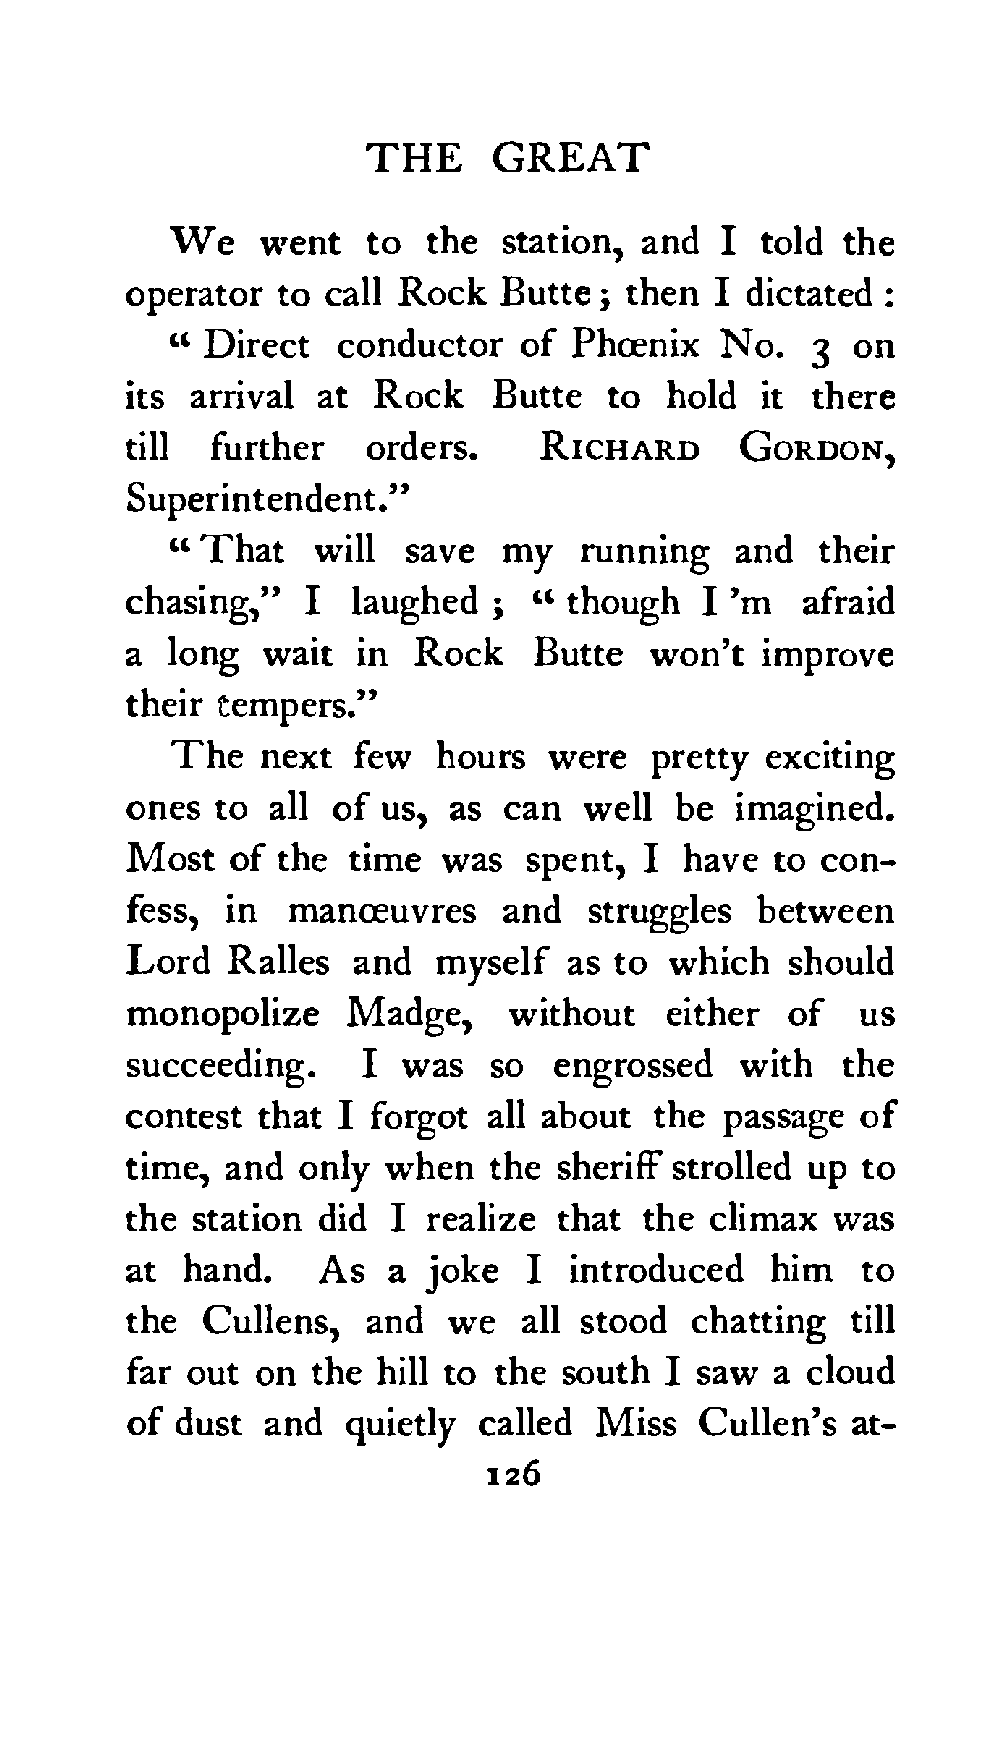 THE GREAT
We went to the station, and I told the
operator to call Rock Butte; then I dictated :
“ Direct conductor of Phœnix No. 3 on
its arrival at Rock Butte to hold it there
till further orders. RICHARD GORDON,
Superintendent.”
“ That will save my running and their
chasing,” I laughed ; “ though I ’m afraid
a long wait in Rock Butte won’t improve
their tempers.”
The next few hours were pretty exciting
ones to all of us, as can well be imagined.
Most of the time was spent, I have to con-
fess, in manœuvres and struggles between
Lord Ralles and myself as to which should
monopolize Madge, without either of us
succeeding. I was so engrossed with the
contest that I forgot all about the passage of
time, and only when the sheriff strolled up to
the station did I realize that the climax was
at hand. As a joke I introduced him to
the Cullens, and we all stood chatting till
far out on the hill to the south I saw a cloud
of dust and quietly called Miss Cullen’s at-
126